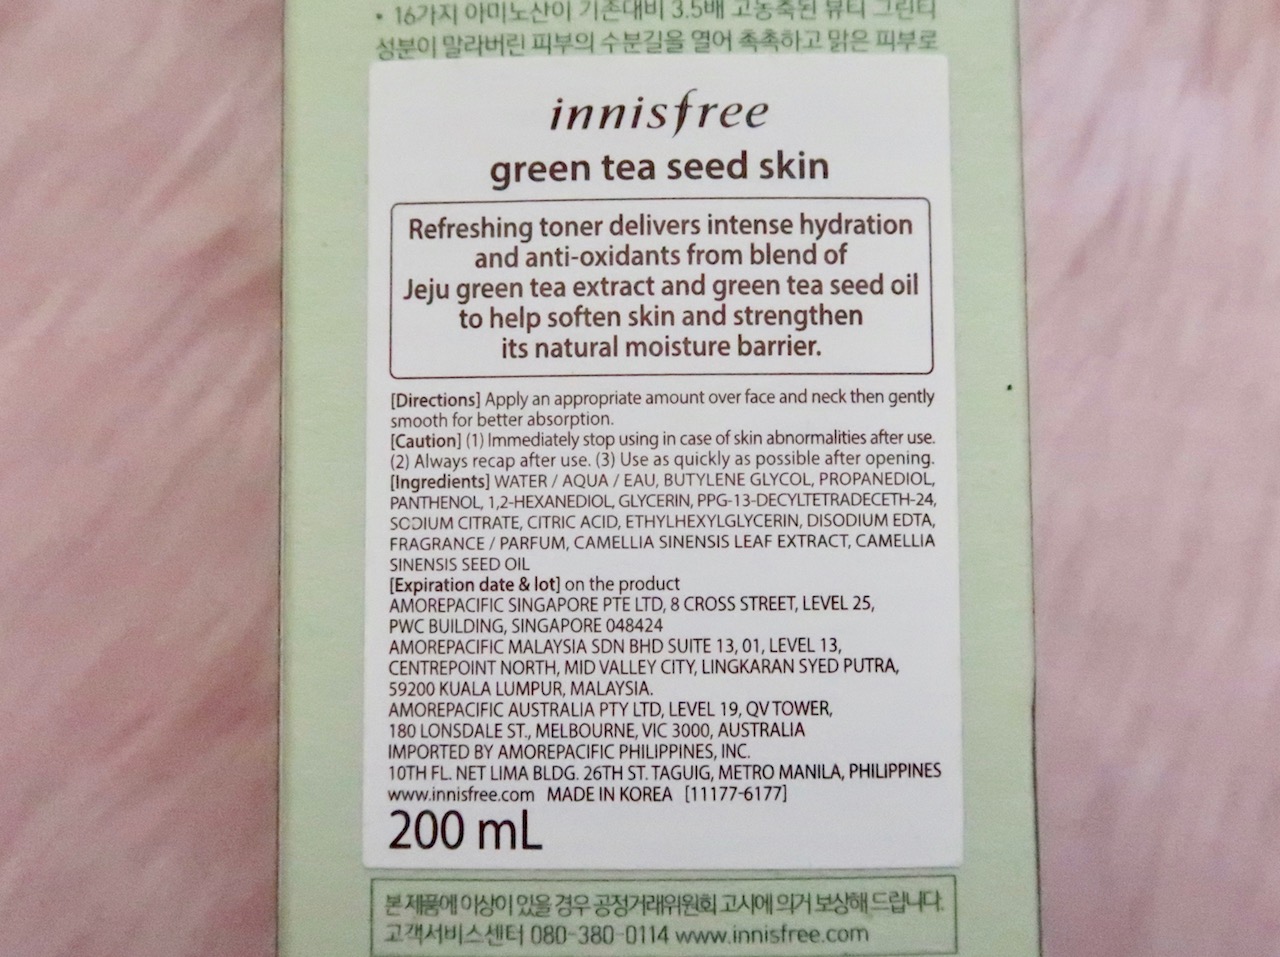 • 16가지 아미노산이 기존대비 3.5배 고농축된 뷰티 그린티
성분이 말라버린 피부의 수분길을 열어 촉촉하고 맑은 피부로
innisfree
green tea seed skin
Refreshing toner delivers intense hydration
and anti-oxidants from blend of
Jeju green tea extract and green tea seed oil
to help soften skin and strengthen
its natural moisture barrier.
[Directions] Apply an appropriate amount over face and neck then gently
smooth for better absorption.
[Caution] (1) Immediately stop using in case of skin abnormalities after use.
(2) Always recap after use. (3) Use as quickly as possible after opening.
[Ingredients] WATER / AQUA / EAU, BUTYLENE GLYCOL, PROPANEDIOL,
PANTHENOL, 1,2-HEXANEDIOL, GLYCERIN, PPG-13-DECYLTETRADECETH-24,
SODIUM CITRATE, CITRIC ACID, ETHYLHEXYLGLYCERIN, DISODIUM EDTA,
FRAGRANCE / PARFUM, CAMELLIA SINENSIS LEAF EXTRACT, CAMELLIA
SINENSIS SEED OIL
[Expiration date & lot] on the product
AMOREPACIFIC SINGAPORE PTE LTD, 8 CROSS STREET, LEVEL 25,
PWC BUILDING, SINGAPORE 048424
AMOREPACIFIC MALAYSIA SDN BHD SUITE 13, 01, LEVEL 13,
CENTREPOINT NORTH, MID VALLEY CITY, LINGKARAN SYED PUTRA,
59200 KUALA LUMPUR, MALAYSIA.
AMOREPACIFIC AUSTRALIA PTY LTD, LEVEL 19, QV TOWER,
180 LONSDALE ST., MELBOURNE, VIC 3000, AUSTRALIA
IMPORTED BY AMOREPACIFIC PHILIPPINES, INC.
10TH FL. NET LIMA BLDG. 26TH ST. TAGUIG, METRO MANILA, PHILIPPINES
www.innisfree.com MADE IN KOREA [11177-6177]
200 mL
본 제품에 이상이 있을 경우 공정거래위원회 고시에 의거 보상해 드립니다.
고객서비스센터 080-380-0114 www.innisfree.com